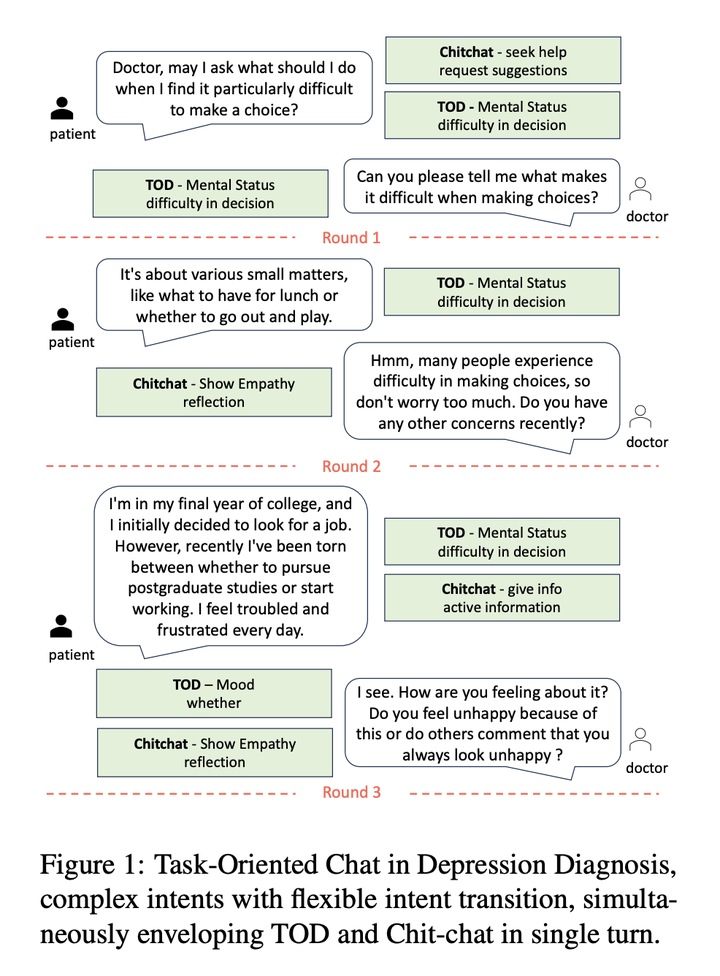 Doctor, may I ask what should I do
when I find it particularly difficult
to make a choice?
patient
Chitchat - seek help
request suggestions
TOD - Mental Status
difficulty in decision
TOD - Mental Status
difficulty in decision
Can you please tell me what makes
it difficult when making choices?
doctor
Round 1
It's about various small matters,
like what to have for lunch or
whether to go out and play.
patient
TOD - Mental Status
difficulty in decision
Chitchat - Show Empathy
reflection
Hmm, many people experience
difficulty in making choices, so
don't worry too much. Do you have
any other concerns recently?
doctor
Round 2
I'm in my final year of college, and
I initially decided to look for a job.
However, recently I've been torn
between whether to pursue
postgraduate studies or start
working. I feel troubled and
frustrated every day.
patient
TOD - Mental Status
difficulty in decision
Chitchat - give info
active information
TOD – Mood
whether
Chitchat - Show Empathy
reflection
I see. How are you feeling about it?
Do you feel unhappy because of
this or do others comment that you
always look unhappy ?
doctor
Round 3
Figure 1: Task-Oriented Chat in Depression Diagnosis,
complex intents with flexible intent transition, simulta-
neously enveloping TOD and Chit-chat in single turn.